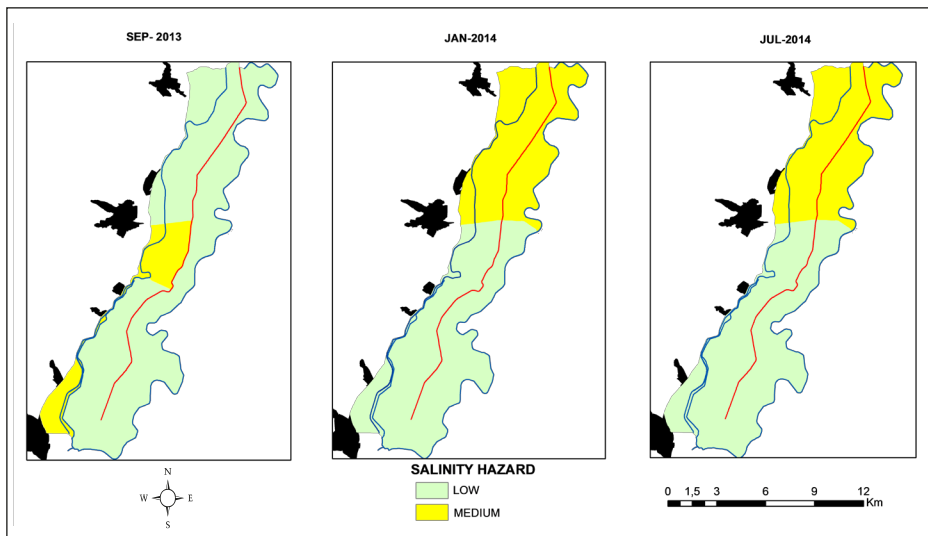 SEP- 2013
JAN-2014
JUL-2014
N
W E
S
SALINITY HAZARD
LOW
MEDIUM
0 1,5 3 6 9 12
Km